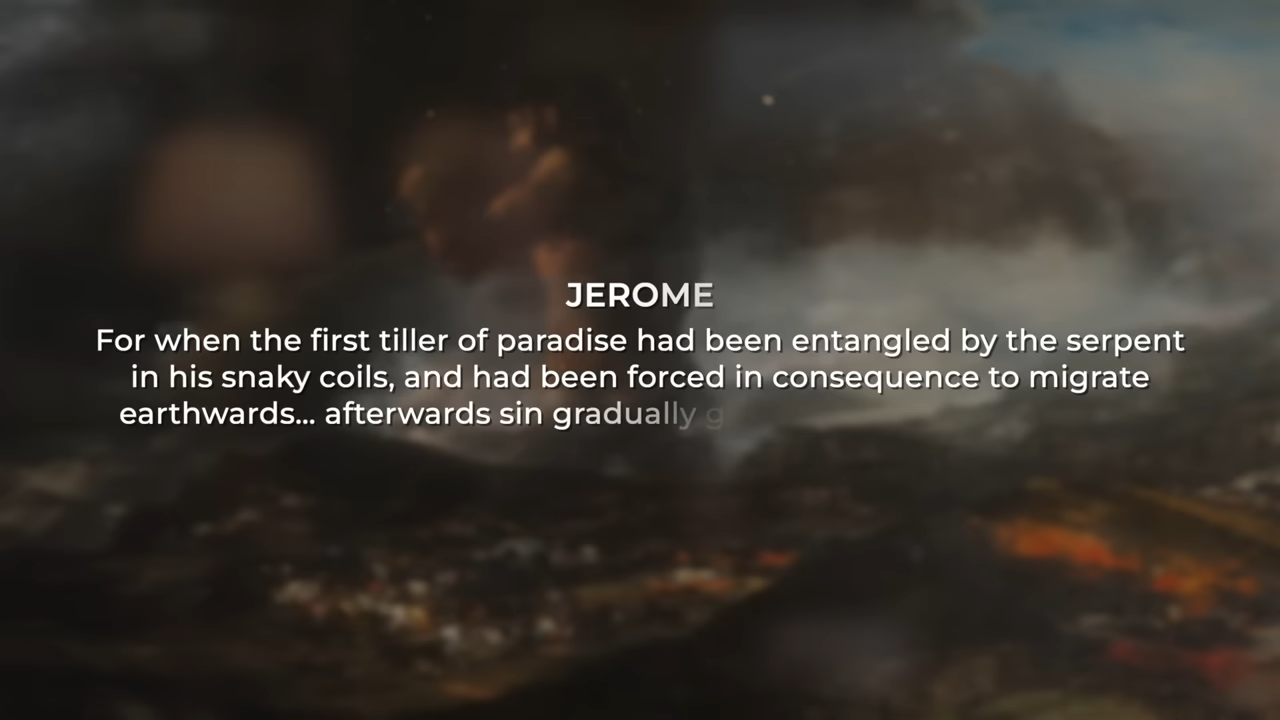 JEROME
For when the first tiller of paradise had been entangled by the serpent
in his snaky coils, and had been forced in consequence to migrate
earthwards... afterwards sin gradually g